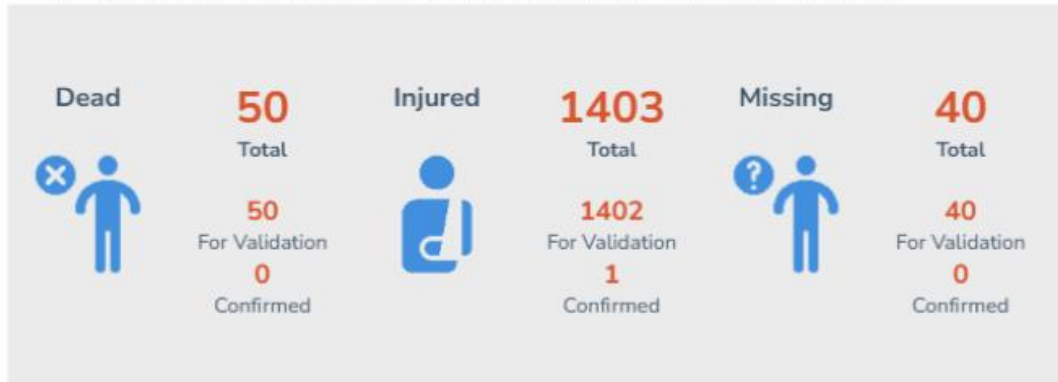 Dead
50
Total
50
For Validation
0
Confirmed
Injured
1403
Total
1402
For Validation
1
Confirmed
Missing
40
Total
40
For Validation
0
Confirmed